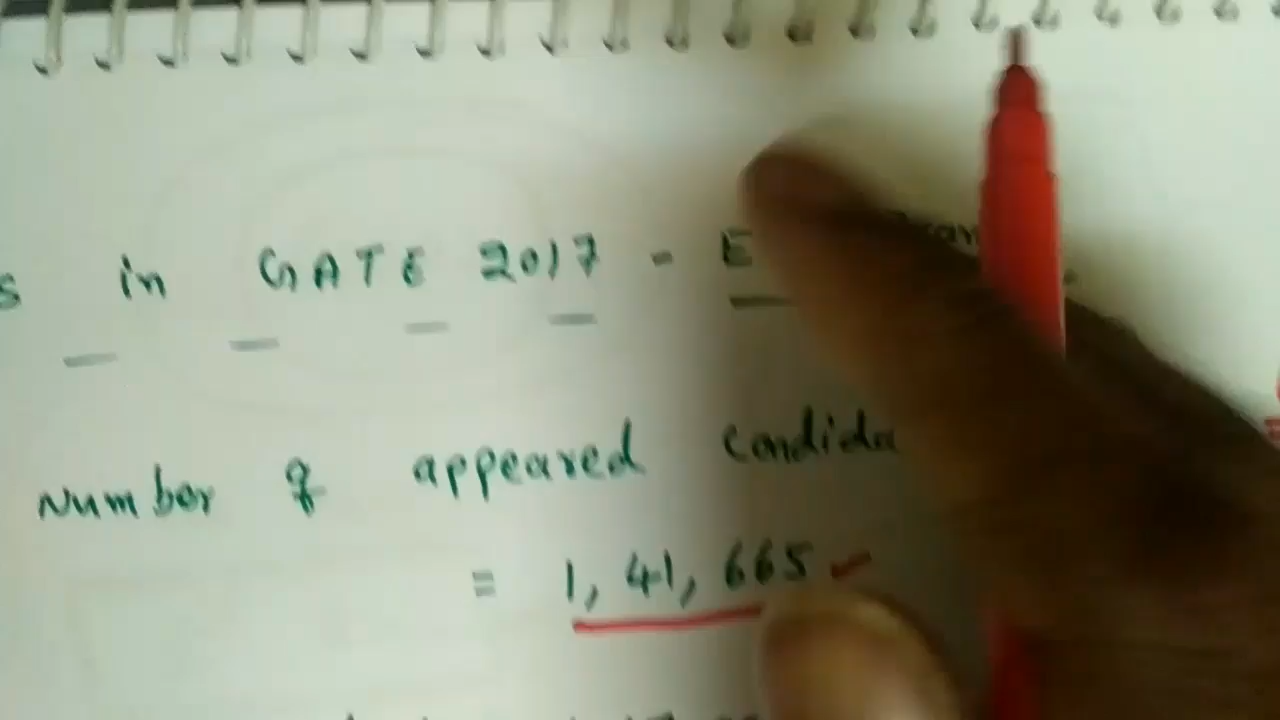 s in GATE 2017 - E
Number of appeared candida
= 1, 41, 665